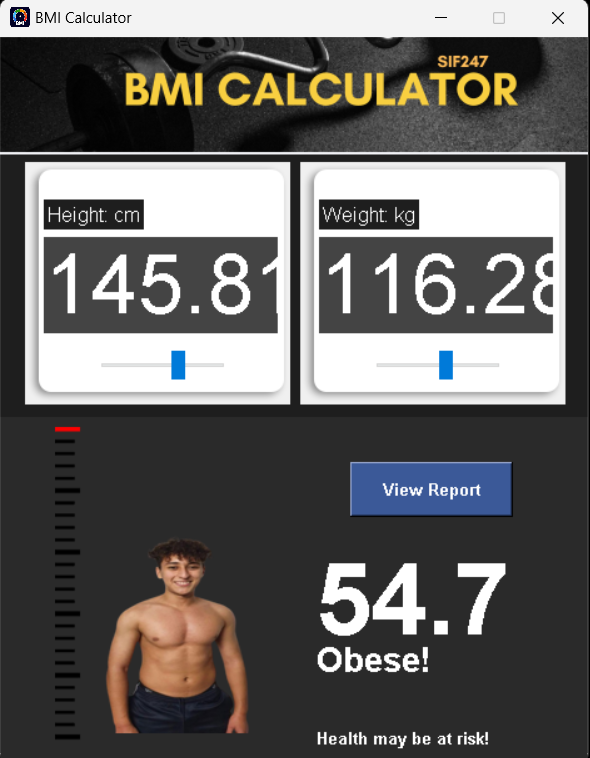 BMI Calculator
SIF247
BMI CALCULATOR
Height: cm
Weight: kg
145.81
116.28
View Report
54.7
Obese!
Health may be at risk!